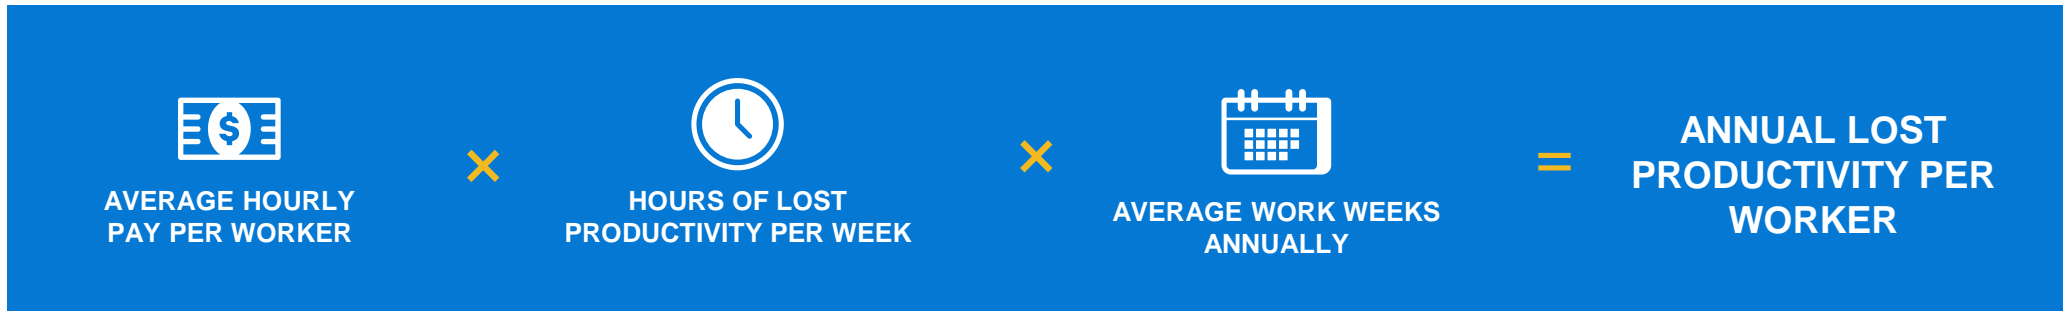 $
AVERAGE HOURLY
PAY PER WORKER
×
HOURS OF LOST
PRODUCTIVITY PER WEEK
×
AVERAGE WORK WEEKS
ANNUALLY
=
ANNUAL LOST
PRODUCTIVITY PER
WORKER